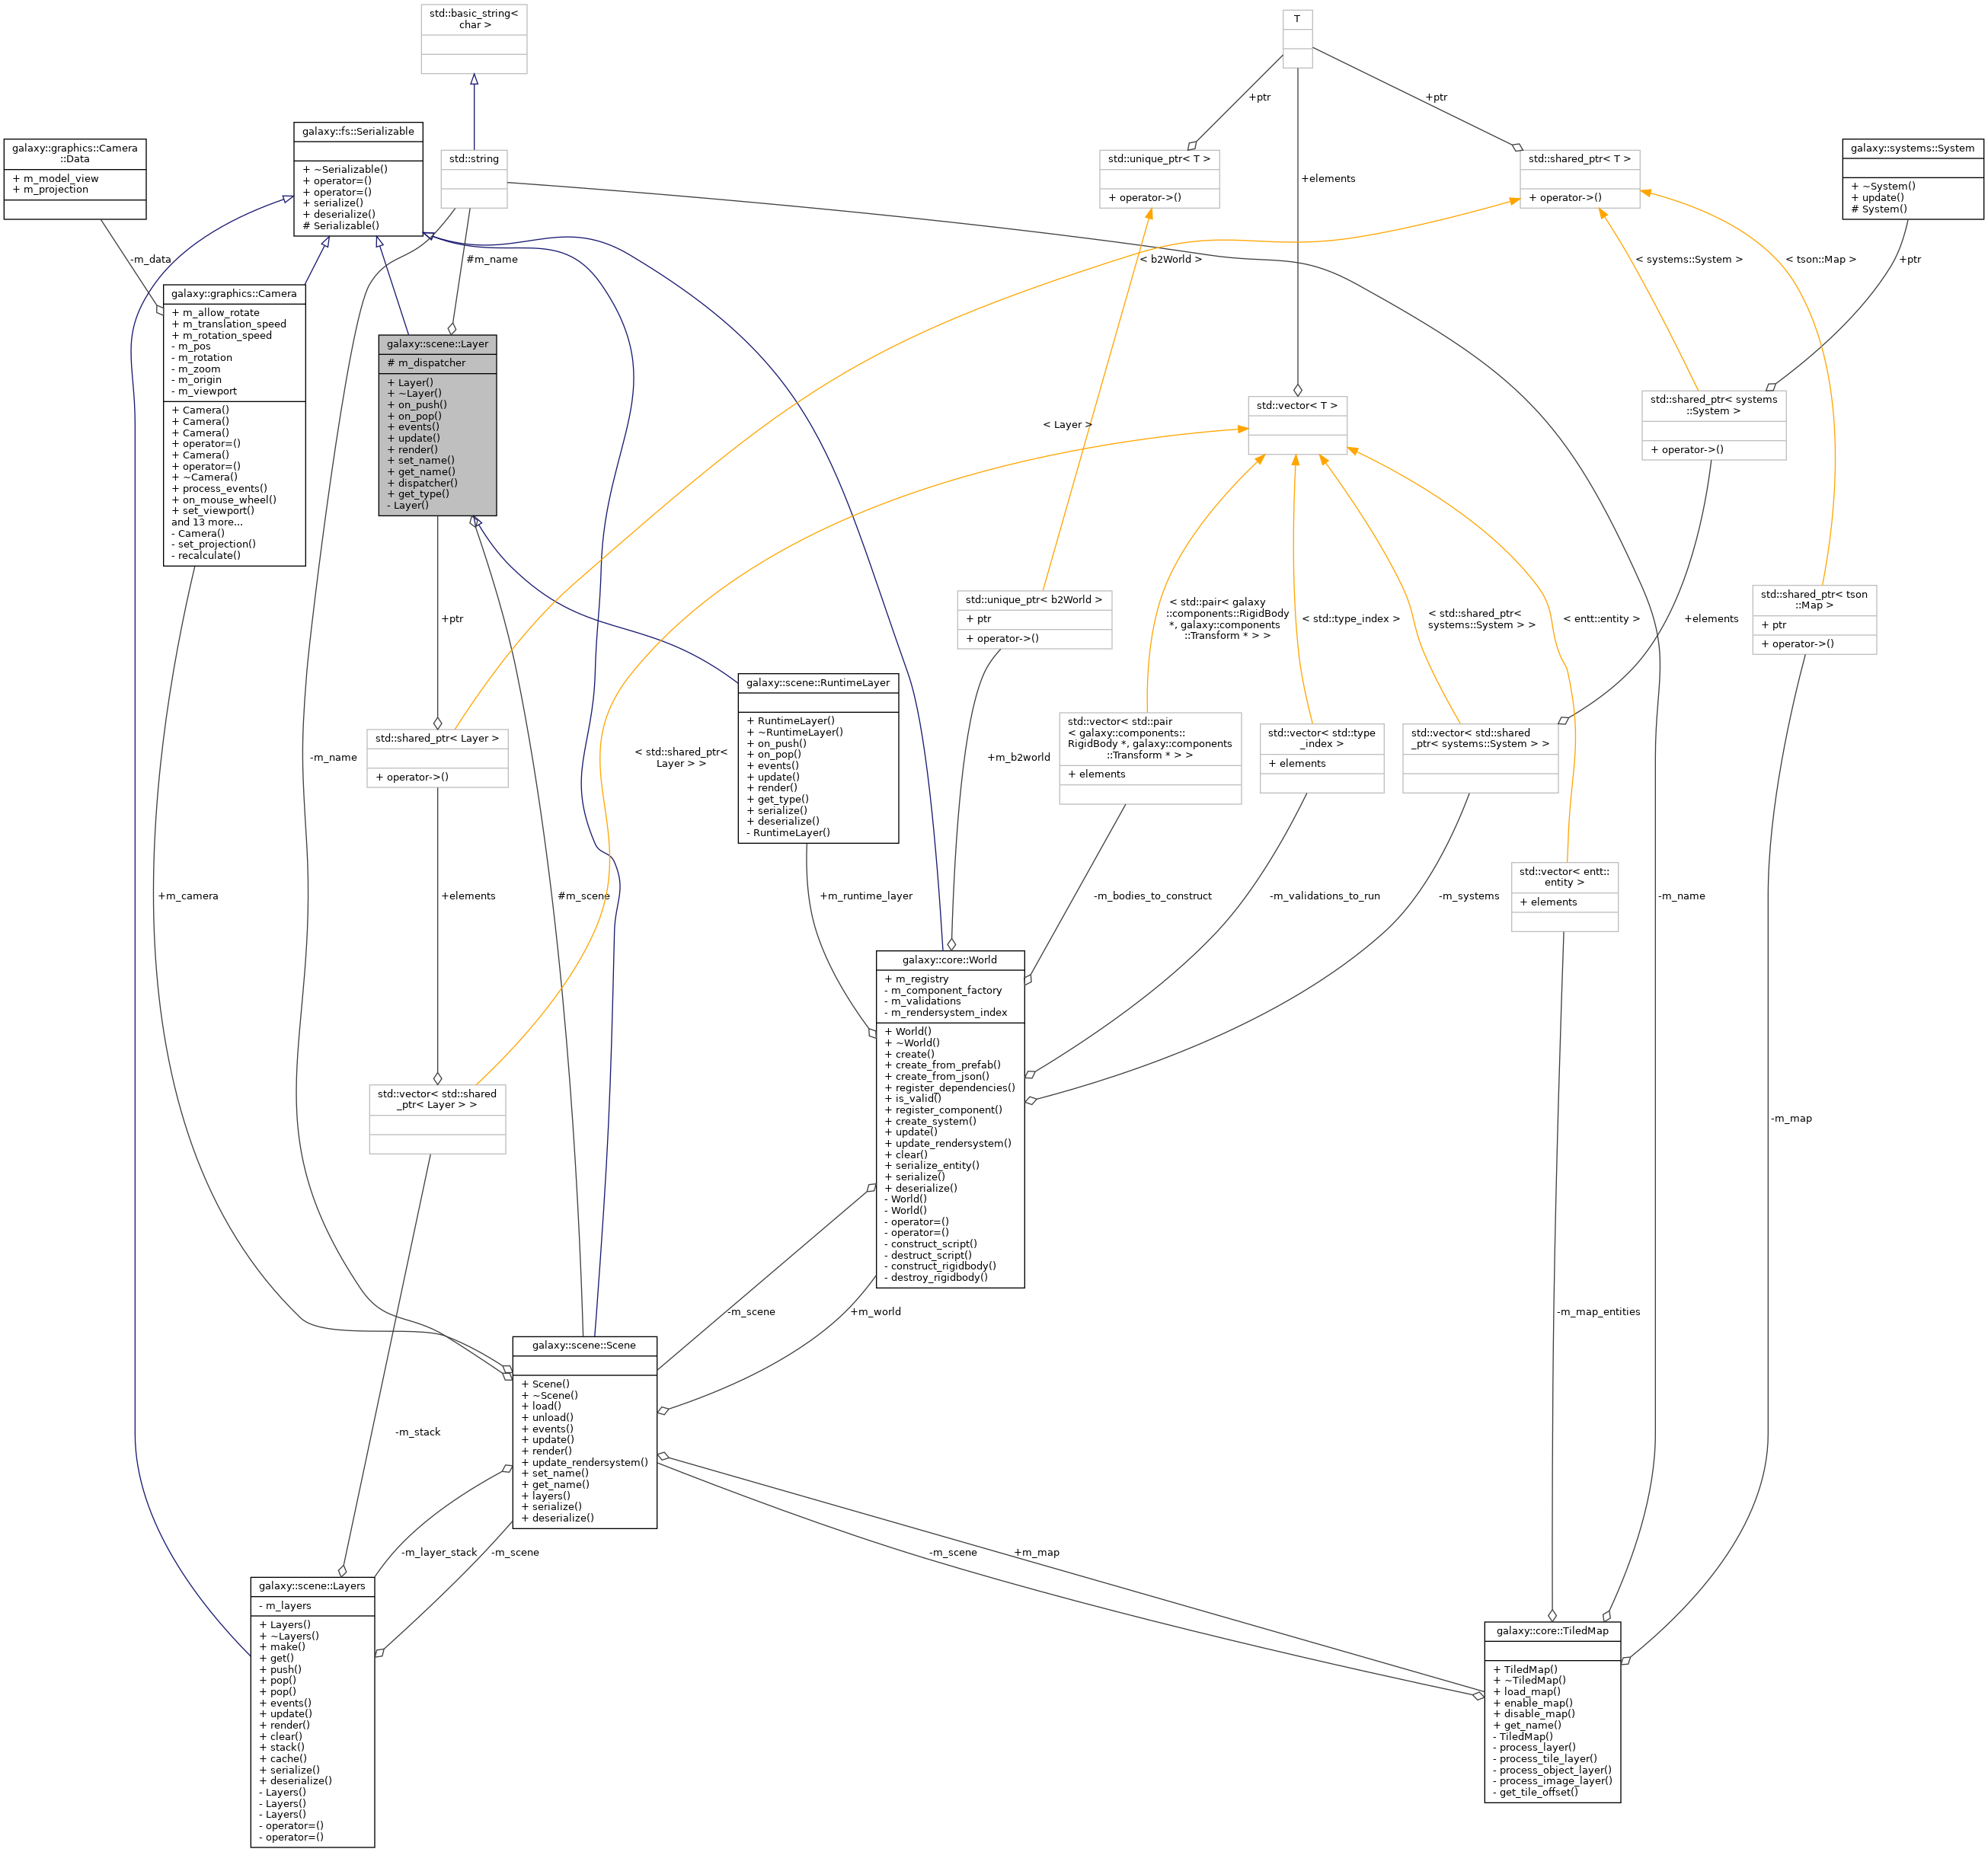 std::basic_string<
char >
T
galaxy::fs::Serializable
+ ~Serializable()
+ operator=()
+ operator=()
+ serialize()
+ deserialize()
# Serializable()
galaxy::graphics::Camera
::Data
+ m_model_view
+ m_projection
std::string
std::unique_ptr< T >
+ operator->()
std::shared_ptr< T >
+ operator->()
galaxy::systems::System
+ ~System()
+ update()
# System()
+ptr
+ptr
+elements
-m_data
#m_name
< b2World >
< systems::System >
< tson::Map >
+ptr
galaxy::graphics::Camera
+ m_allow_rotate
+ m_translation_speed
+ m_rotation_speed
- m_pos
- m_rotation
- m_zoom
- m_origin
- m_viewport
+ Camera()
+ Camera()
+ Camera()
+ operator=()
+ Camera()
+ operator=()
+ ~Camera()
+ process_events()
+ on_mouse_wheel()
+ set_viewport()
and 13 more...
- Camera()
- set_projection()
- recalculate()
galaxy::scene::Layer
# m_dispatcher
+ Layer()
+ ~Layer()
+ on_push()
+ on_pop()
+ events()
+ update()
+ render()
+ set_name()
+ get_name()
+ dispatcher()
+ get_type()
- Layer()
< Layer >
std::vector< T >
std::shared_ptr< systems
::System >
+ operator->()
+ptr
std::unique_ptr< b2World >
+ ptr
+ operator->()
< std::pair< galaxy
::components::RigidBody
*, galaxy::components
::Transform * > >
< std::type_index >
< std::shared_ptr<
systems::System > >
< entt::entity >
+elements
std::shared_ptr< tson
::Map >
+ ptr
+ operator->()
galaxy::scene::RuntimeLayer
+ RuntimeLayer()
+ ~RuntimeLayer()
+ on_push()
+ on_pop()
+ events()
+ update()
+ render()
+ get_type()
+ serialize()
+ deserialize()
- RuntimeLayer()
-m_name
std::shared_ptr< Layer >
+ operator->()
< std::shared_ptr<
Layer > >
+m_b2world
std::vector< std::pair
< galaxy::components::
RigidBody *, galaxy::components
::Transform * > >
+ elements
std::vector< std::type
_index >
+ elements
std::vector< std::shared
_ptr< systems::System > >
std::vector< entt::
entity >
+ elements
+m_camera
+elements
#m_scene
+m_runtime_layer
-m_bodies_to_construct
-m_validations_to_run
-m_systems
-m_name
galaxy::core::World
+ m_registry
- m_component_factory
- m_validations
- m_rendersystem_index
+ World()
+ ~World()
+ create()
+ create_from_prefab()
+ create_from_json()
+ register_dependencies()
+ is_valid()
+ register_component()
+ create_system()
+ update()
+ update_rendersystem()
+ clear()
+ serialize_entity()
+ serialize()
+ deserialize()
- World()
- World()
- operator=()
- operator=()
- construct_script()
- destruct_script()
- construct_rigidbody()
- destroy_rigidbody()
std::vector< std::shared
_ptr< Layer > >
-m_map
-m_scene
+m_world
-m_map_entities
galaxy::scene::Scene
+ Scene()
+ ~Scene()
+ load()
+ unload()
+ events()
+ update()
+ render()
+ update_rendersystem()
+ set_name()
+ get_name()
+ layers()
+ serialize()
+ deserialize()
-m_stack
-m_layer_stack
-m_scene
-m_scene
+m_map
galaxy::scene::Layers
- m_layers
+ Layers()
+ ~Layers()
+ make()
+ get()
+ push()
+ pop()
+ pop()
+ events()
+ update()
+ render()
+ clear()
+ stack()
+ cache()
+ serialize()
+ deserialize()
- Layers()
- Layers()
- Layers()
- operator=()
- operator=()
galaxy::core::TiledMap
+ TiledMap()
+ ~TiledMap()
+ load_map()
+ enable_map()
+ disable_map()
+ get_name()
- TiledMap()
- process_layer()
- process_tile_layer()
- process_object_layer()
- process_image_layer()
- get_tile_offset()